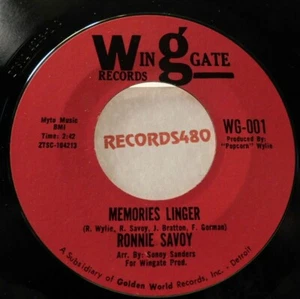 Wingate
RECORDS
Myto Music
BMI
Time: 2:42
ZTSC-104213
RECORDS480
WG-001
Produced By:
"Popcorn" Wylie
MEMORIES LINGER
(R. Wylie, R. Savoy, J. Bratton, F. Gorman)
RONNIE SAVOY
Arr. By: Sonny Sanders
For Wingate Prod.
A Subsidiary of Golden World Records, Inc. - Detroit